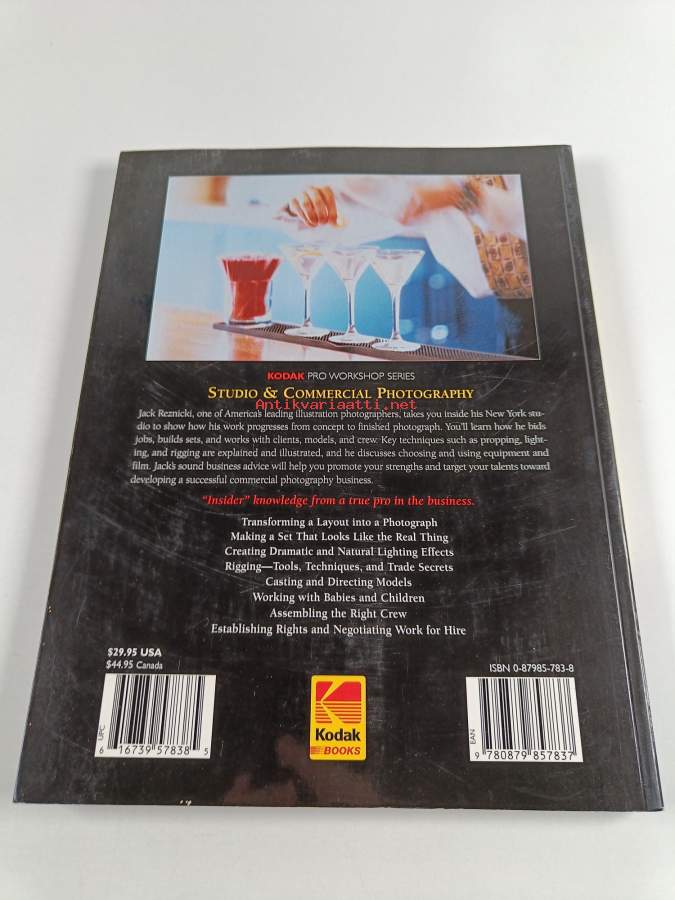 KODAK PRO WORKSHOP SERIES
STUDIO & COMMERCIAL PHOTOGRAPHY
Antikvariaatti.net
Jack Reznicki, one of America's leading illustration photographers, takes you inside his New York stu-
dio to show how his work progresses from concept to finished photograph. You'll learn how he bids
jobs, builds sets, and works with clients, models, and crew. Key techniques such as propping, light-
ing, and rigging are explained and illustrated, and he discusses choosing and using equipment and
film. Jack's sound business advice will help you promote your strengths and target your talents toward
developing a successful commercial photography business.
"Insider" knowledge from a true pro in the business.
Transforming a Layout into a Photograph
Making a Set That Looks Like the Real Thing
Creating Dramatic and Natural Lighting Effects
Rigging—Tools, Techniques, and Trade Secrets
Casting and Directing Models
Working with Babies and Children
Assembling the Right Crew
Establishing Rights and Negotiating Work for Hire
$29.95 USA
$44.95 Canada
ISBN 0-87985-783-8
UPC
6 16739 57838 5
Kodak
BOOKS
EAN
9 780879 857837